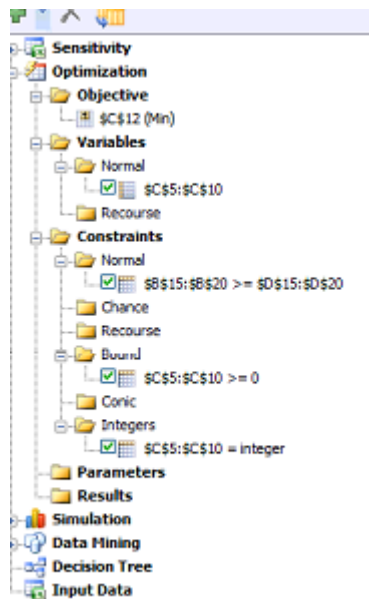 Sensitivity
Optimization
Objective
$C$12 (Min)
Variables
Normal
$C$5:$C$10
Recourse
Constraints
Normal
$B$15:$B$20 >= $D$15:$D$20
Chance
Recourse
Bound
$C$5:$C$10 >= 0
Conic
Integers
$C$5:$C$10 = integer
Parameters
Results
Simulation
Data Mining
Decision Tree
Input Data